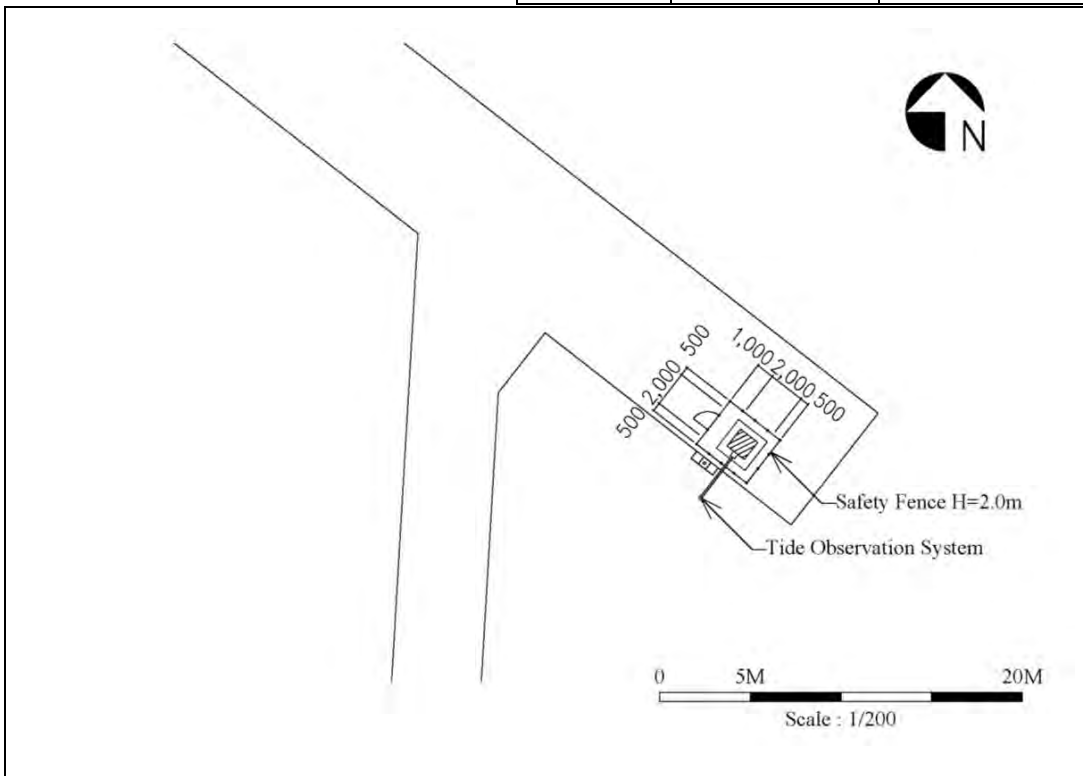 N
500
1,000
2,000
500
2,000
500
Safety Fence H=2.0m
Tide Observation System
0 5M 20M
Scale : 1/200